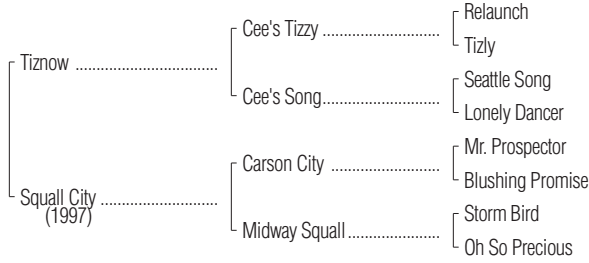 Relaunch
Cee's Tizzy ..............................
Tizly
Tiznow ....................................
Seattle Song
Cee's Song..............................
Lonely Dancer
Mr. Prospector
Carson City ............................
Blushing Promise
Squall City ..............................
(1997)
Storm Bird
Midway Squall........................
Oh So Precious